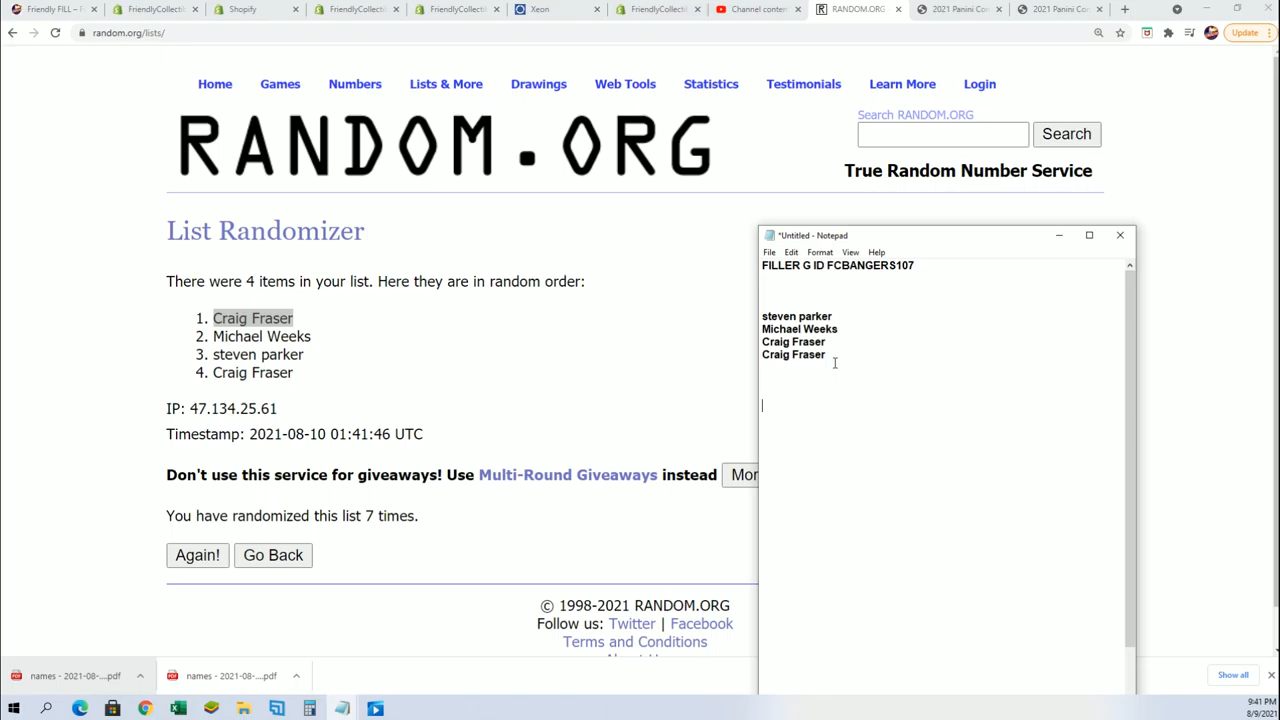 Friendly FILL – F
FriendlyCollectib
Shopify
FriendlyCollecti
FriendlyCollecti
Xeon
FriendlyCollecti
Channel conten
RANDOM.ORG
2021 Panini Con
2021 Panini Con
random.org/lists/
Update
Home Games Numbers Lists & More Drawings Web Tools Statistics Testimonials Learn More Login
Search RANDOM.ORG
RANDOM.ORG
Search
True Random Number Service
List Randomizer
There were 4 items in your list. Here they are in random order:
1. Craig Fraser
2. Michael Weeks
3. steven parker
4. Craig Fraser
IP: 47.134.25.61
Timestamp: 2021-08-10 01:41:46 UTC
Don't use this service for giveaways! Use Multi-Round Giveaways instead Mor
You have randomized this list 7 times.
Again! Go Back
© 1998-2021 RANDOM.ORG
Follow us: Twitter | Facebook
Terms and Conditions
*Untitled - Notepad
File Edit Format View Help
FILLER G ID FCBANGERS107
steven parker
Michael Weeks
Craig Fraser
Craig Fraser
names - 2021-08-....pdf
names - 2021-08-....pdf
Show all
9:41 PM
8/9/2021